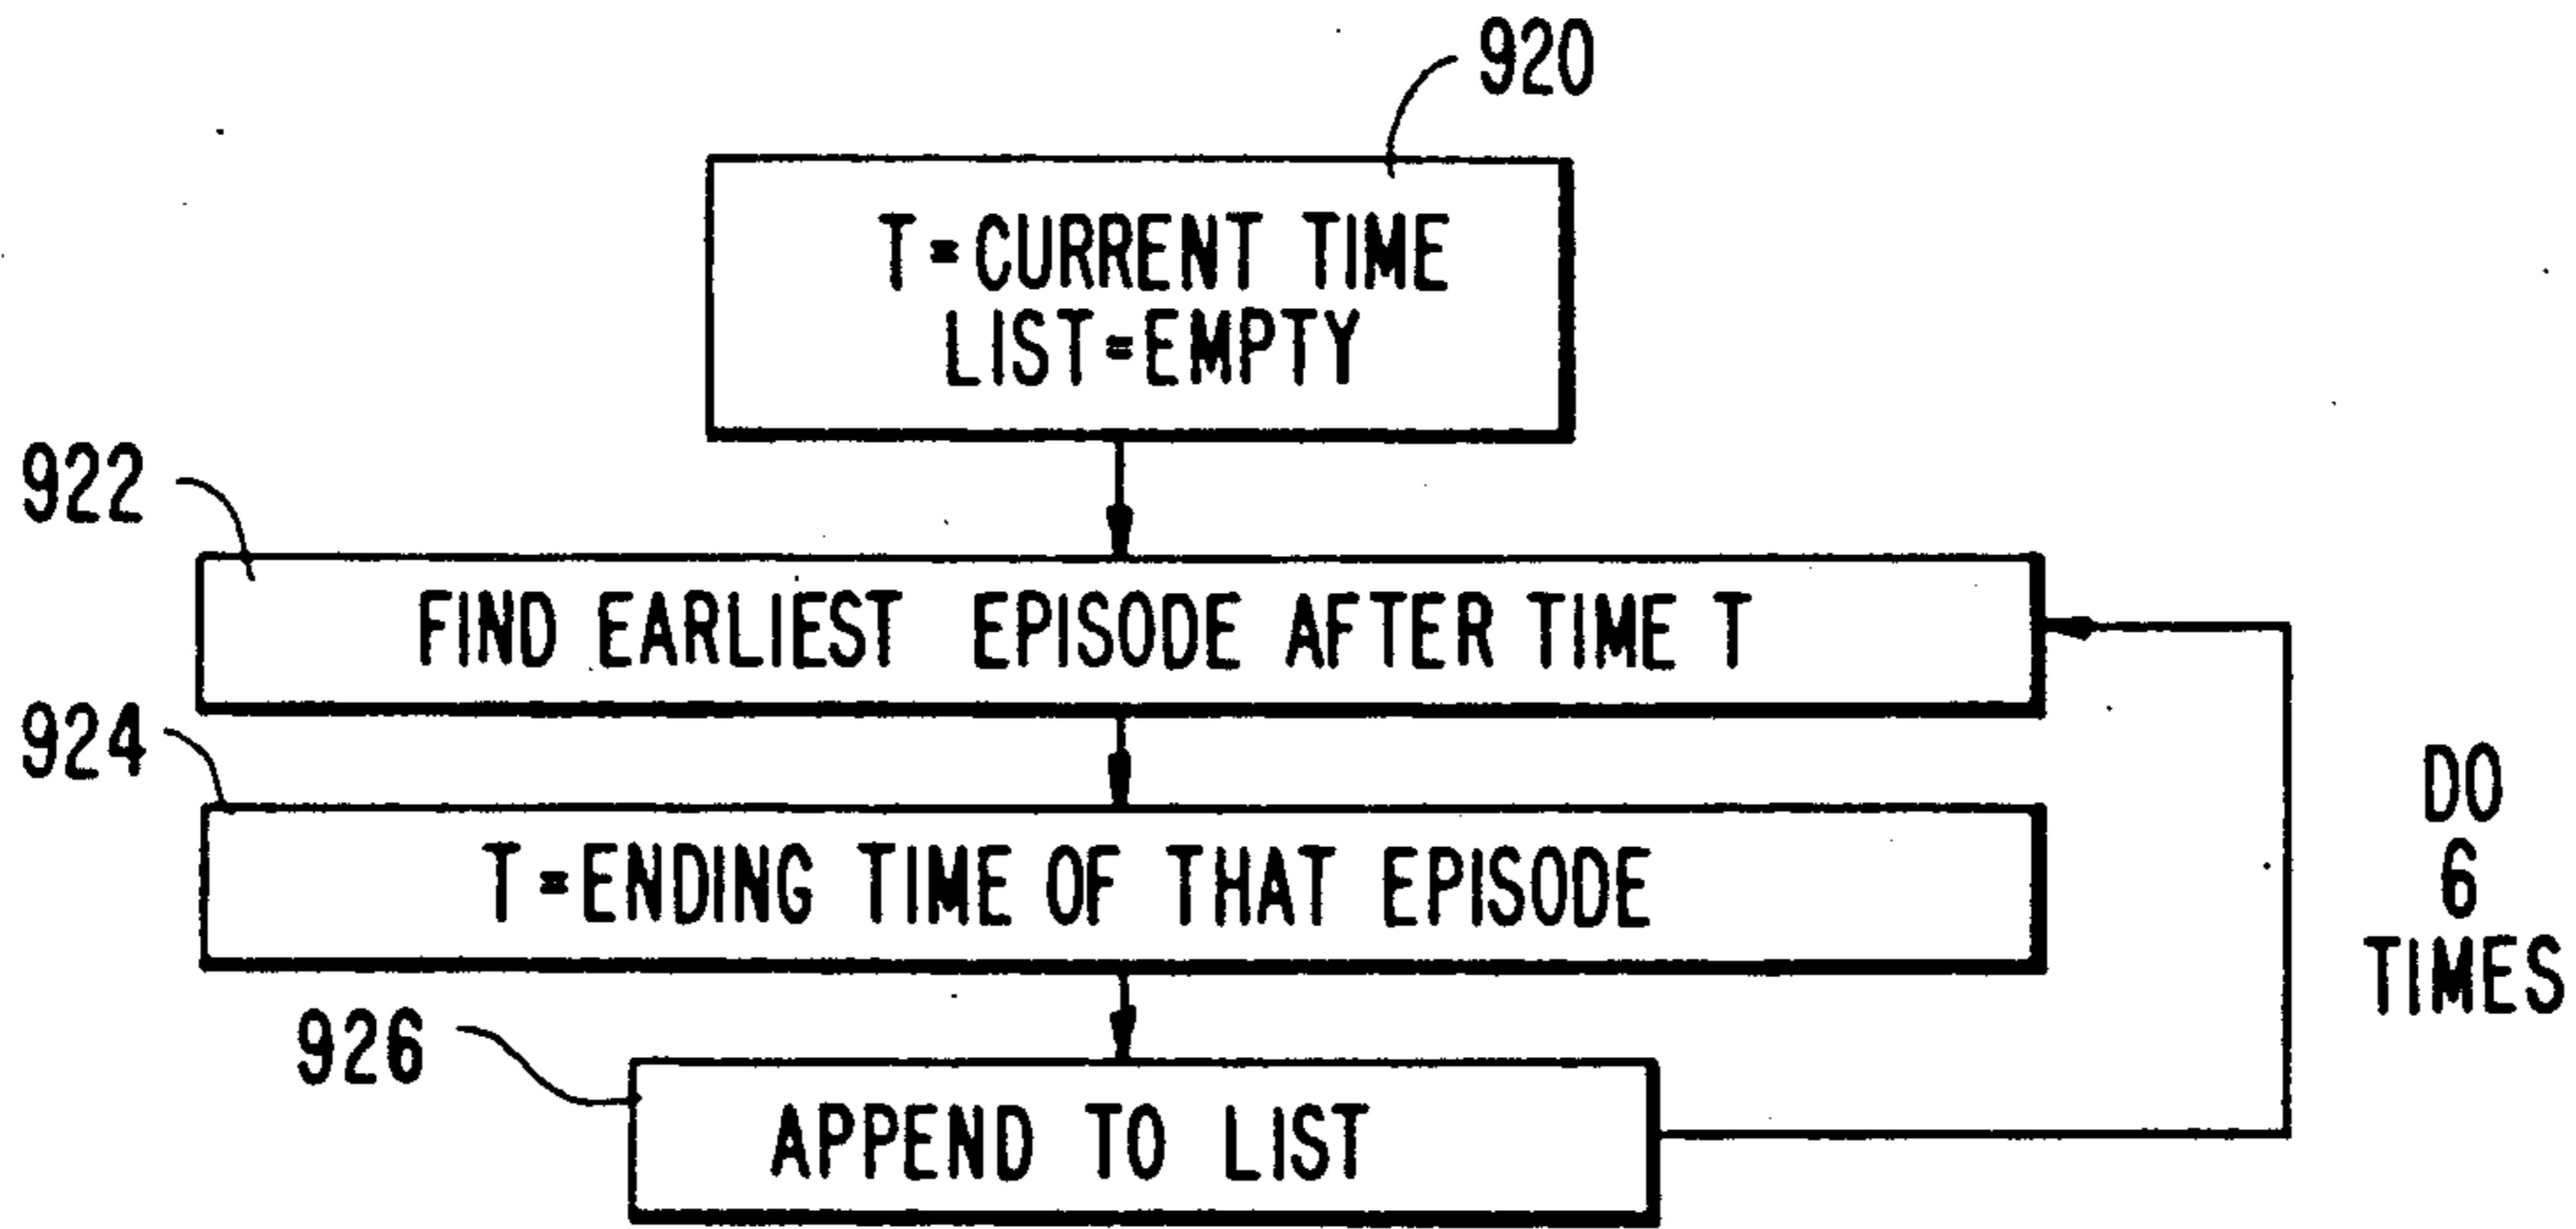 920
T=CURRENT TIME
LIST=EMPTY
922
FIND EARLIEST EPISODE AFTER TIME T
924
T=ENDING TIME OF THAT EPISODE
DO
6
TIMES
926
APPEND TO LIST